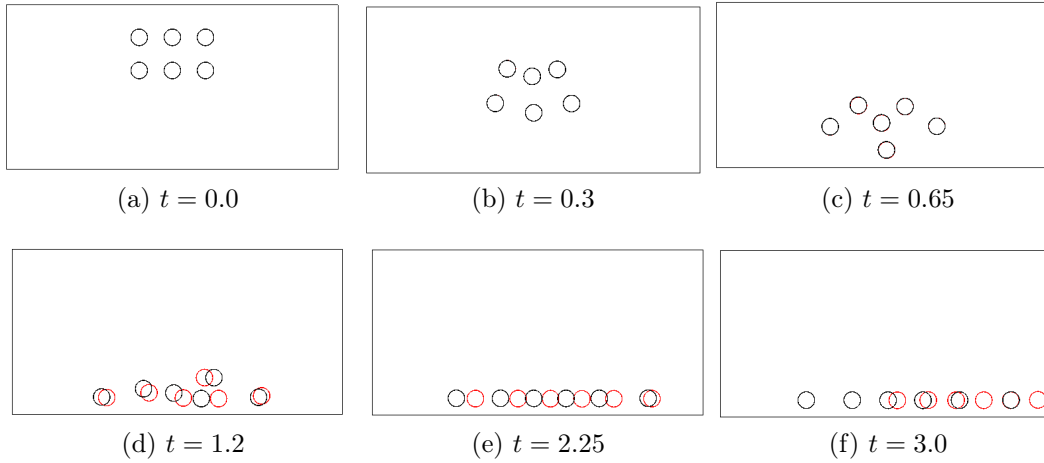 (a) t = 0.0
(b) t = 0.3
(c) t = 0.65
(d) t = 1.2
(e) t = 2.25
(f) t = 3.0